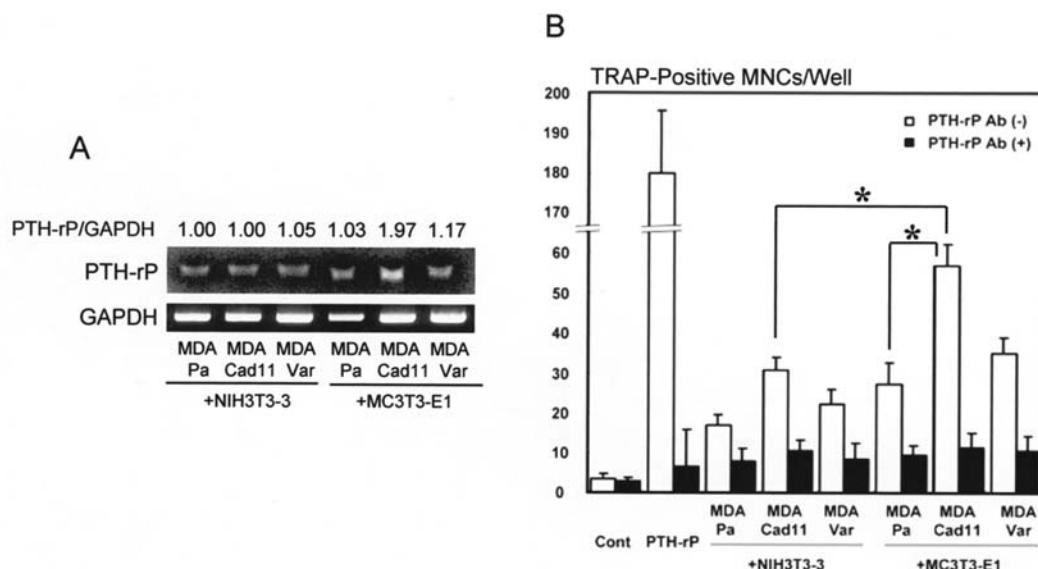 A
PTH-rP/GAPDH 1.00 1.00 1.05 1.03 1.97 1.17
PTH-rP
GAPDH
MDA MDA MDA MDA MDA MDA
Pa Cad11 Var Pa Cad11 Var
+NIH3T3-3 +MC3T3-E1
B
TRAP-Positive MNCs/Well
200
190
180
170
60
50
40
30
20
10
0
PTH-rP Ab (-)
PTH-rP Ab (+)
*
*
MDA MDA MDA MDA MDA MDA
Cont PTH-rP Pa Cad11 Var Pa Cad11 Var
+NIH3T3-3 +MC3T3-E1